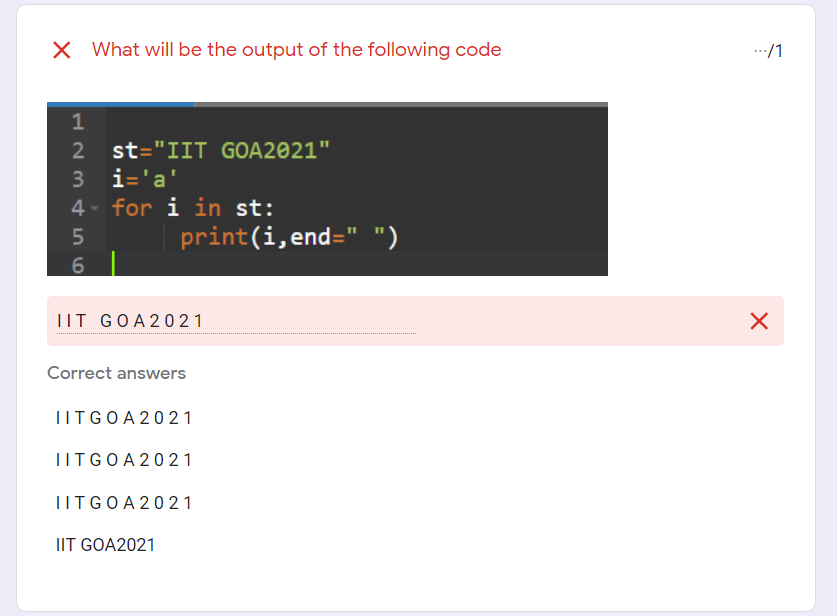 What will be the output of the following code
···/1
1
2 st="IIT GOA2021"
3 i='a'
4 for i in st:
5 print(i,end=" ")
6
I I T  G O A 2 0 2 1
Correct answers
I I T G O A 2 0 2 1
I I T G O A 2 0 2 1
I I T G O A 2 0 2 1
IIT GOA2021